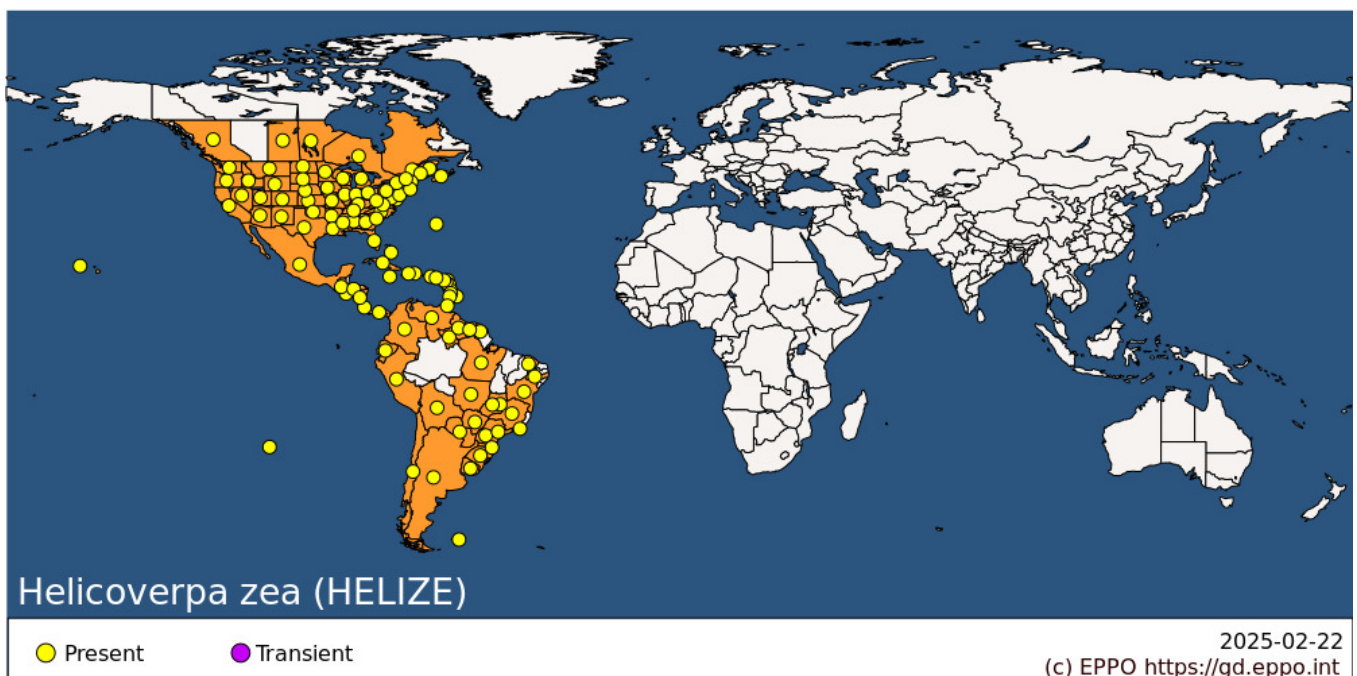 Helicoverpa zea (HELIZE)
Present
Transient
2025-02-22
(c) EPPO https://gd.eppo.int